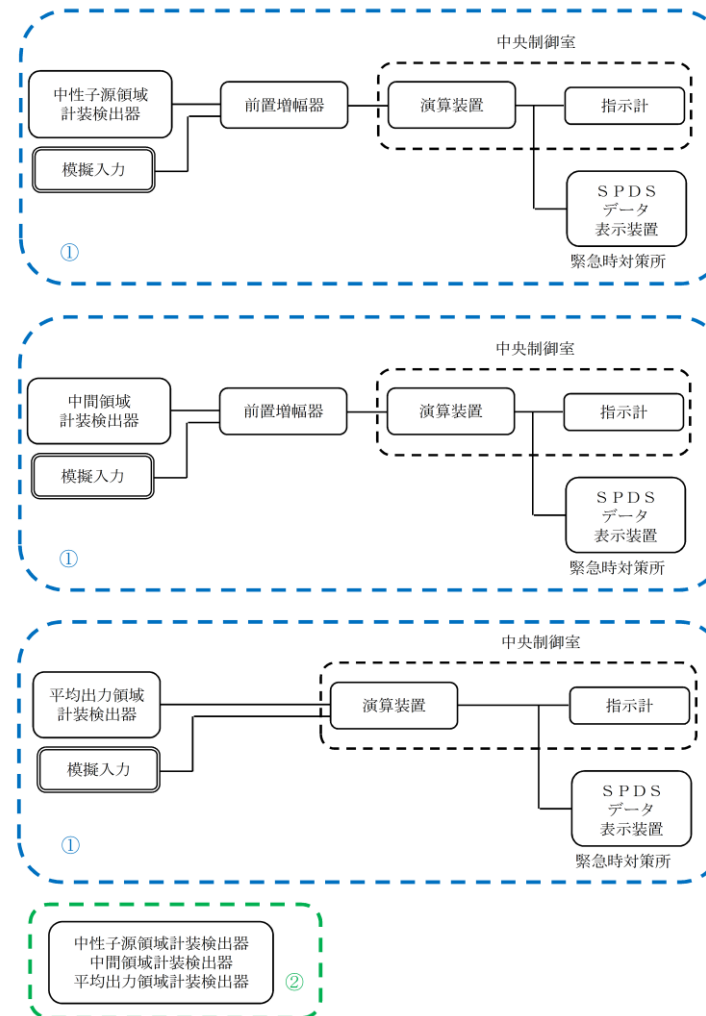 中央制御室
中性子源領域
計装検出器
前置増幅器
演算装置
指示計
模擬入力
ＳＰＤＳ
データ
表示装置
緊急時対策所
①
中央制御室
中間領域
計装検出器
前置増幅器
演算装置
指示計
模擬入力
ＳＰＤＳ
データ
表示装置
緊急時対策所
①
中央制御室
平均出力領域
計装検出器
演算装置
指示計
模擬入力
ＳＰＤＳ
データ
表示装置
緊急時対策所
①
中性子源領域計装検出器
中間領域計装検出器
平均出力領域計装検出器
②